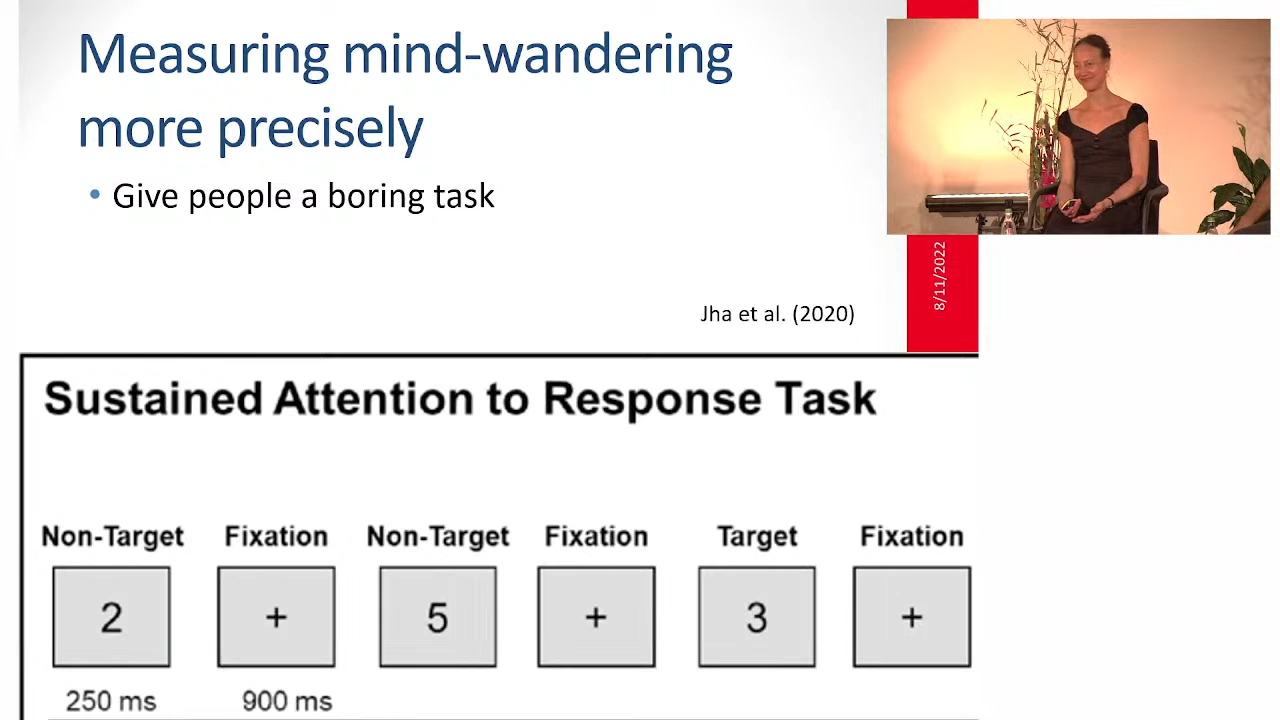 Measuring mind-wandering
more precisely
• Give people a boring task
8/11/2022
Jha et al. (2020)
Sustained Attention to Response Task
Non-Target Fixation Non-Target Fixation Target Fixation
2 + 5 + 3 +
250 ms 900 ms